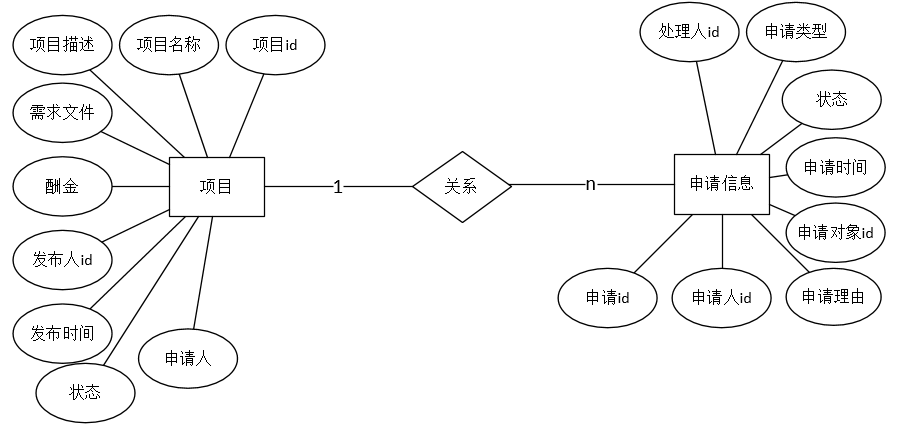 项目描述
项目名称
项目id
需求文件
酬金
项目
发布人id
发布时间
状态
申请人
1
关系
n
处理人id
申请类型
状态
申请时间
申请信息
申请对象id
申请id
申请人id
申请理由